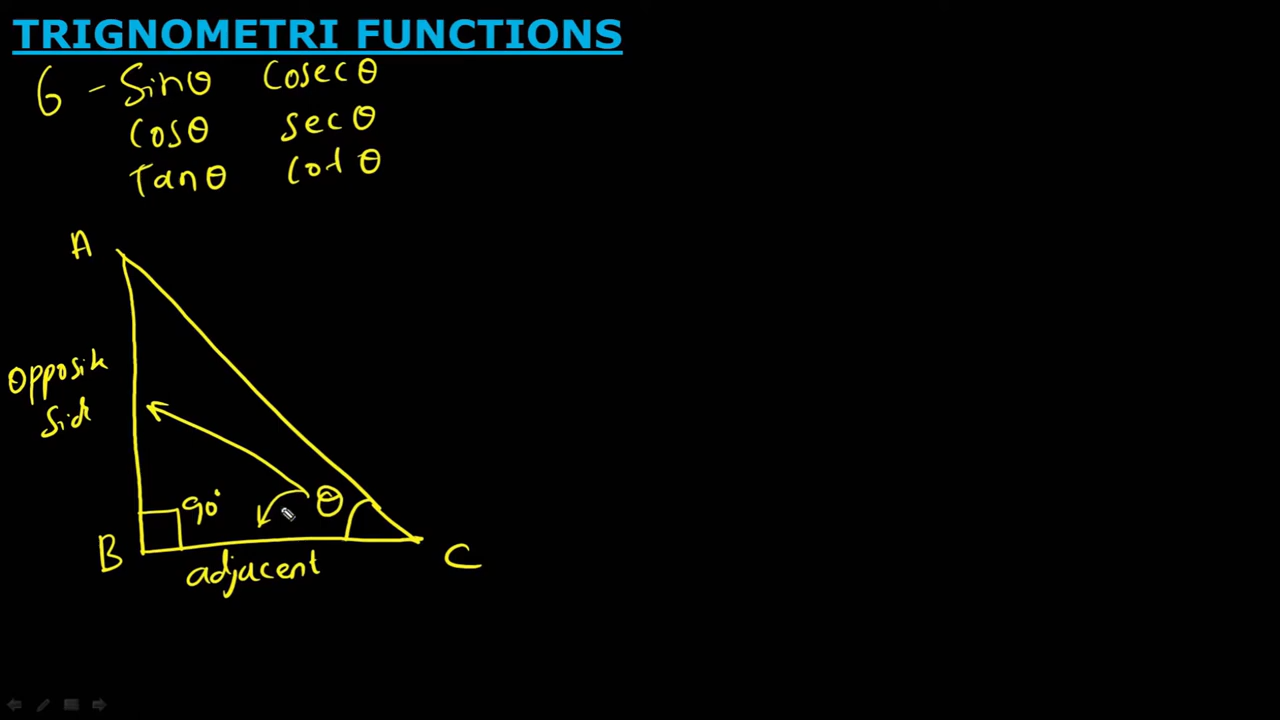 TRIGNOMETRI FUNCTIONS
6 - Sinθ Cosecθ
Cosθ secθ
Tanθ Cotθ
A
Opposite
Side
90°
θ
B
C
adjacent